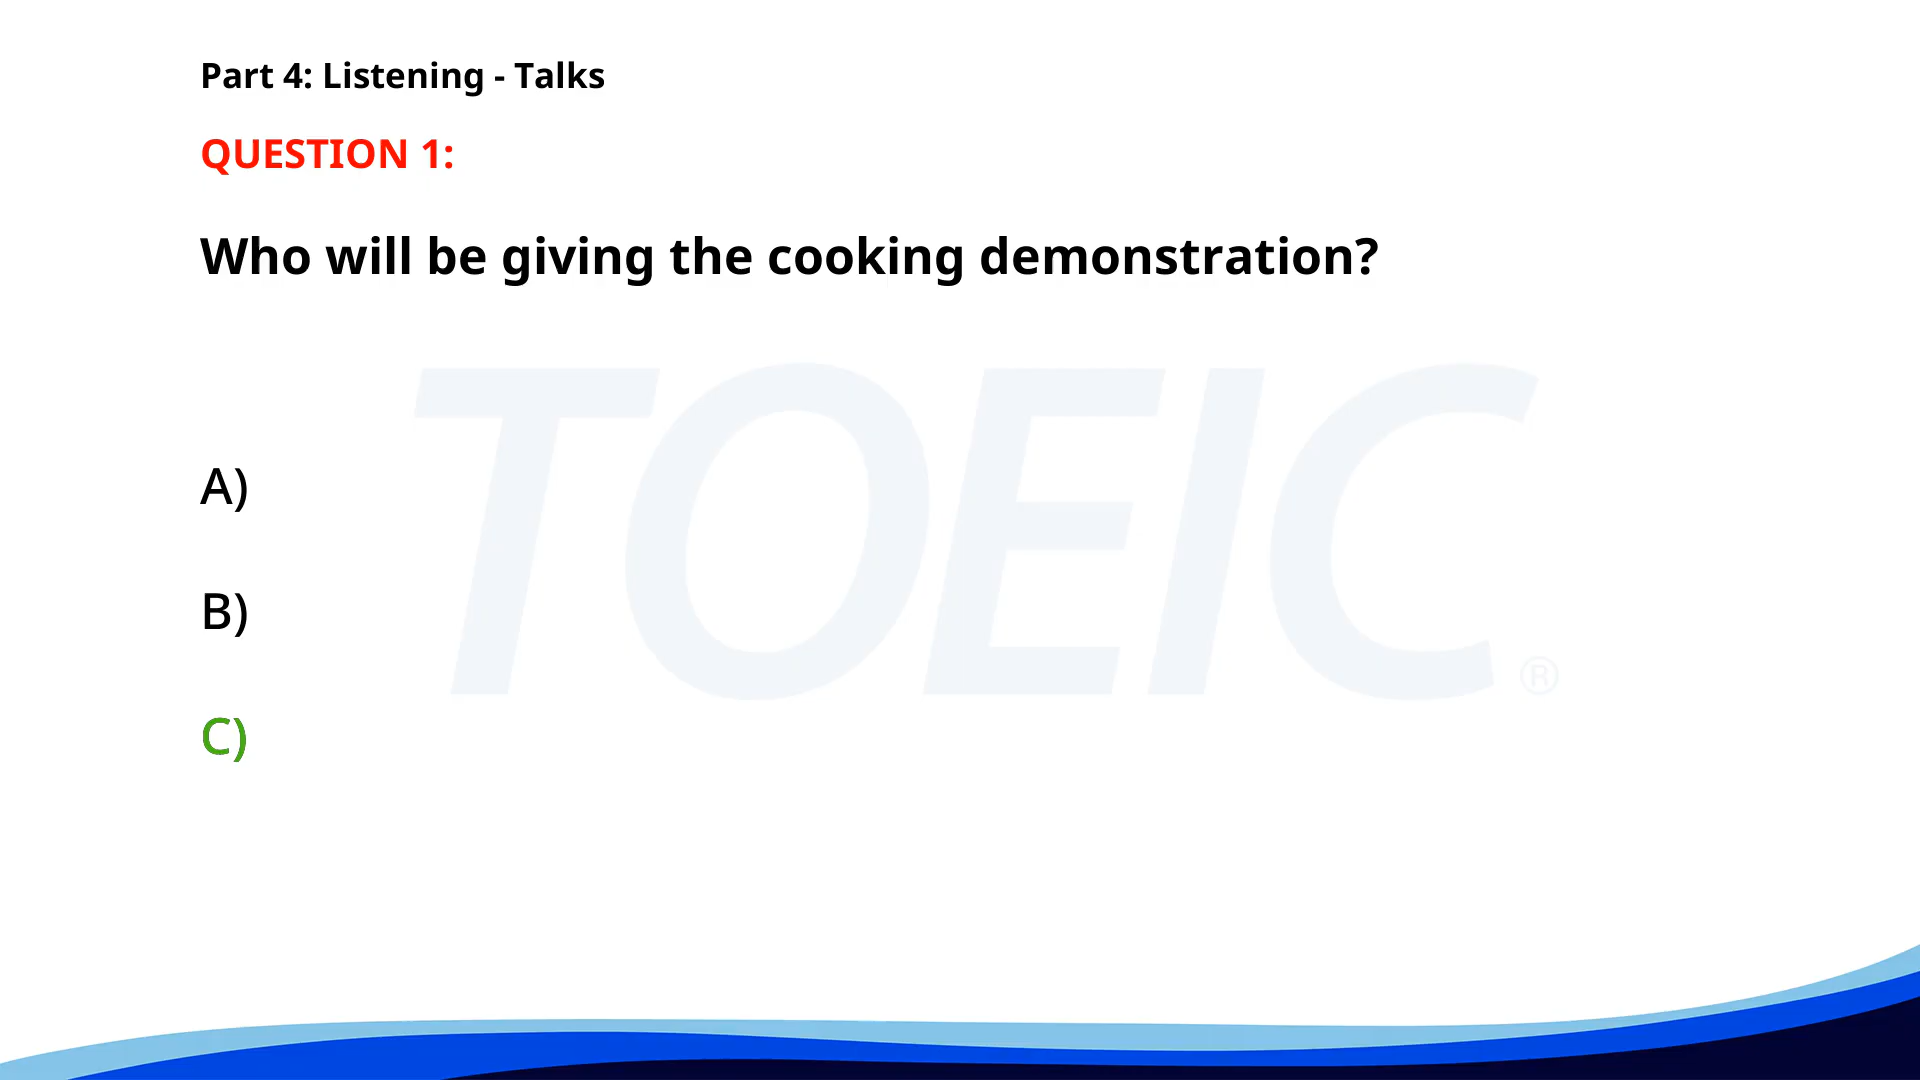 Part 4: Listening - Talks
QUESTION 1:
Who will be giving the cooking demonstration?
TOEIC®
A)
B)
C)